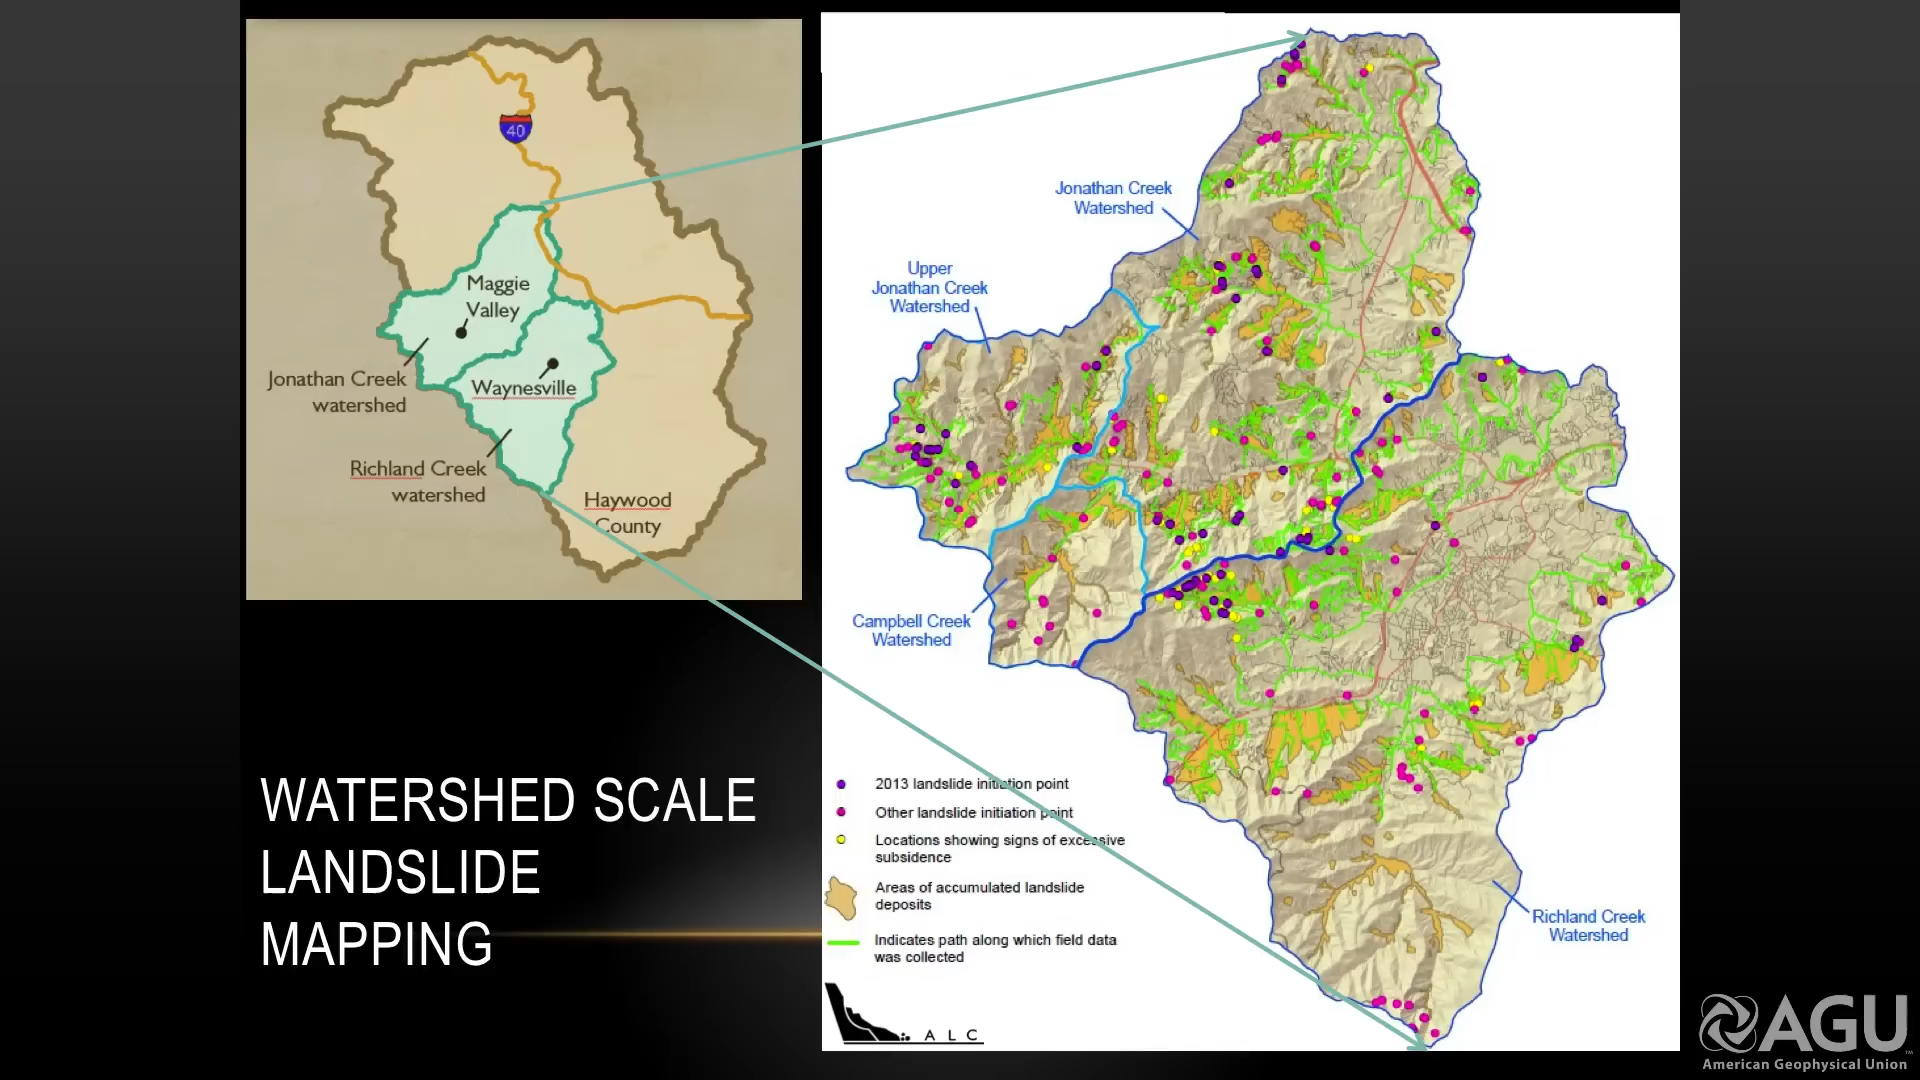 40
Maggie
Valley
Jonathan Creek
watershed
Waynesville
Richland Creek
watershed
Haywood
County
WATERSHED SCALE
LANDSLIDE
MAPPING
Jonathan Creek
Watershed
Upper
Jonathan Creek
Watershed
Campbell Creek
Watershed
Richland Creek
Watershed
2013 landslide initiation point
Other landslide initiation point
Locations showing signs of excessive
subsidence
Areas of accumulated landslide
deposits
Indicates path along which field data
was collected
A L C
AGU
American Geophysical Union